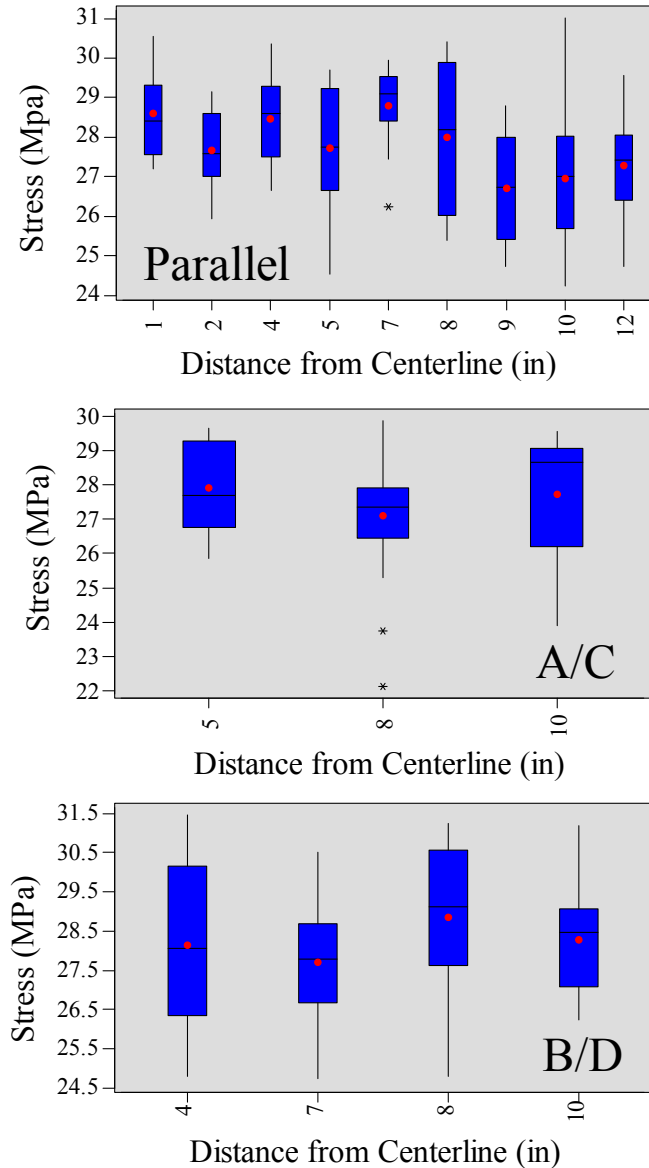 31
30
29
28
27
26
25
24
Stress (Mpa)
Parallel
1 2 4 5 7 8 9 10 12
Distance from Centerline (in)
30
29
28
27
26
25
24
23
22
Stress (MPa)
A/C
5 8 10
Distance from Centerline (in)
31.5
30.5
29.5
28.5
27.5
26.5
25.5
24.5
Stress (MPa)
B/D
4 7 8 10
Distance from Centerline (in)